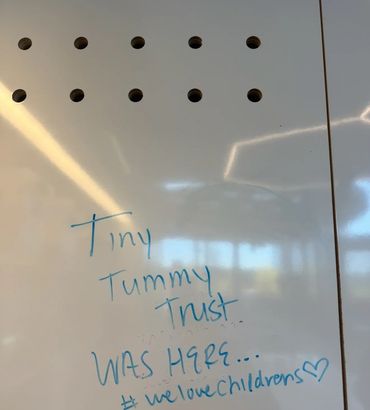 Tiny
Tummy
Trust
WAS HERE...
#welovechildrens♡